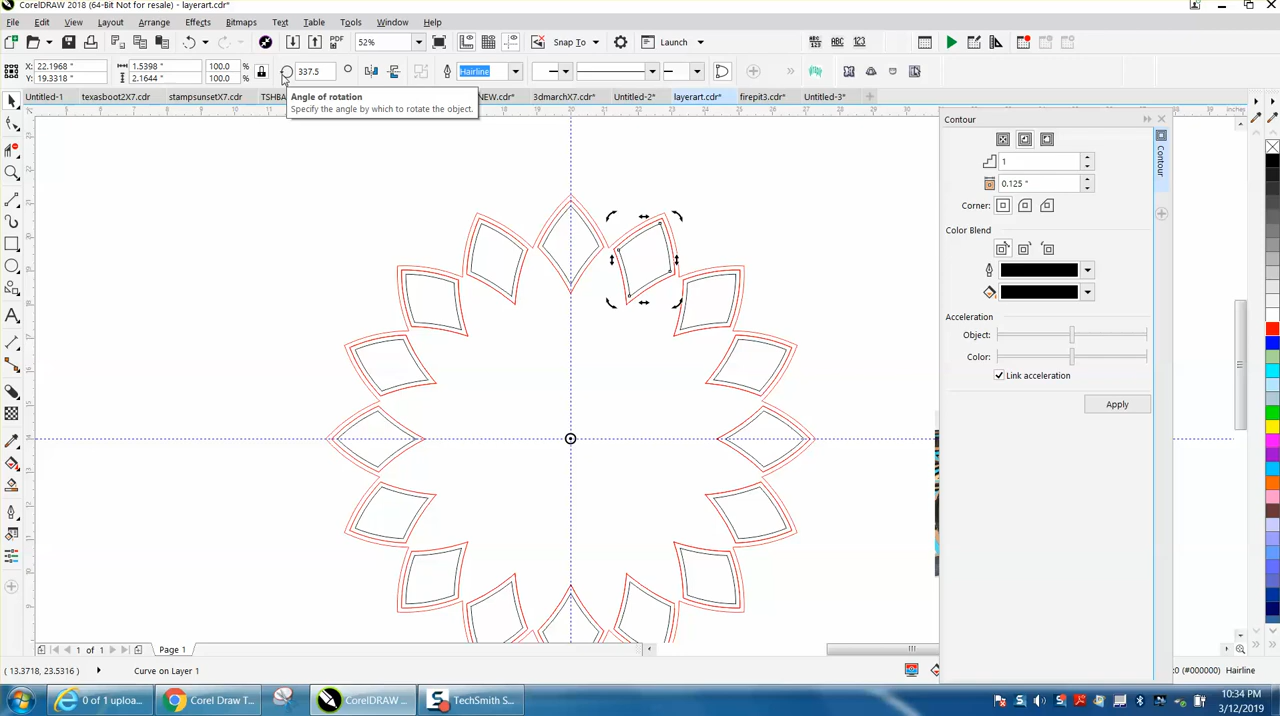 CorelDRAW 2018 (64-Bit Not for resale) - layerart.cdr*
File Edit View Layout Arrange Effects Bitmaps Text Table Tools Window Help
PDF 52% Snap To Launch
X: 22.1968 " 1.5398 " 100.0 %
Y: 19.3318 " 2.1644 " 100.0 %
337.5 Hairline
Untitled-1 texasboot2X7.cdr stampsunsetX7.cdr TSHBA NEW.cdr* 3dmarchX7.cdr* Untitled-2* layerart.cdr* firepit3.cdr* Untitled-3*
Angle of rotation
Specify the angle by which to rotate the object.
inches
Contour
1
0.125 "
Corner:
Color Blend
Acceleration
Object:
Color:
Link acceleration
Apply
Contour
1 of 1 Page 1
( 13.3718, 23.5316 ) Curve on Layer 1 :0 (#000000) Hairline
0 of 1 uploa... Corel Draw T... CorelDRAW ... TechSmith S...
10:34 PM
3/12/2019